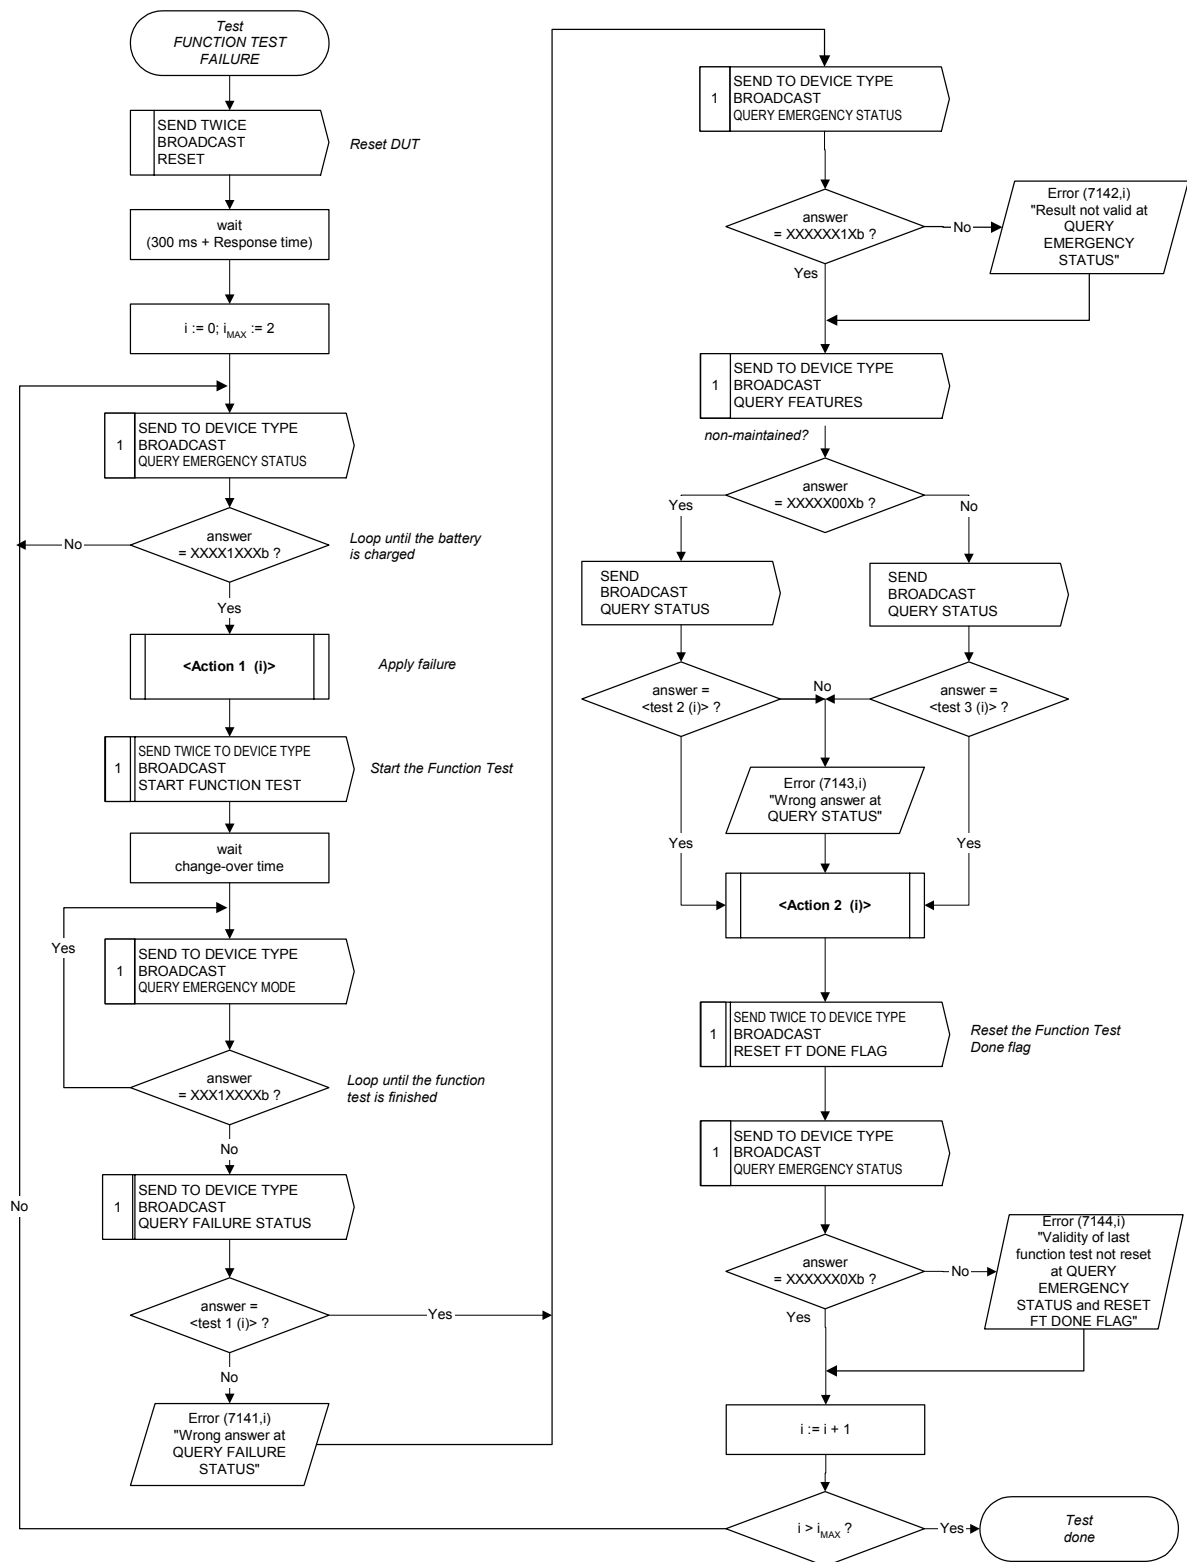 Test
FUNCTION TEST
FAILURE
SEND TWICE
BROADCAST
RESET
Reset DUT
wait
(300 ms + Response time)
i := 0; iMAX := 2
1
SEND TO DEVICE TYPE
BROADCAST
QUERY EMERGENCY STATUS
answer
= XXXX1XXXb ?
No
Loop until the battery
is charged
Yes
<Action 1 (i)>
Apply failure
1
SEND TWICE TO DEVICE TYPE
BROADCAST
START FUNCTION TEST
Start the Function Test
wait
change-over time
Yes
1
SEND TO DEVICE TYPE
BROADCAST
QUERY EMERGENCY MODE
answer
= XXX1XXXXb ?
Loop until the function
test is finished
No
1
SEND TO DEVICE TYPE
BROADCAST
QUERY FAILURE STATUS
No
answer =
<test 1 (i)> ?
Yes
No
Error (7141,i)
"Wrong answer at
QUERY FAILURE
STATUS"
1
SEND TO DEVICE TYPE
BROADCAST
QUERY EMERGENCY STATUS
answer
= XXXXXX1Xb ?
No
Error (7142,i)
"Result not valid at
QUERY
EMERGENCY
STATUS"
Yes
1
SEND TO DEVICE TYPE
BROADCAST
QUERY FEATURES
non-maintained?
answer
= XXXXX00Xb ?
Yes
No
SEND
BROADCAST
QUERY STATUS
SEND
BROADCAST
QUERY STATUS
answer =
<test 2 (i)> ?
No
answer =
<test 3 (i)> ?
Error (7143,i)
"Wrong answer at
QUERY STATUS"
Yes
Yes
<Action 2 (i)>
1
SEND TWICE TO DEVICE TYPE
BROADCAST
RESET FT DONE FLAG
Reset the Function Test
Done flag
1
SEND TO DEVICE TYPE
BROADCAST
QUERY EMERGENCY STATUS
answer
= XXXXXX0Xb ?
No
Error (7144,i)
"Validity of last
function test not reset
at QUERY
EMERGENCY
STATUS and RESET
FT DONE FLAG"
Yes
i := i + 1
i > iMAX ?
Yes
Test
done